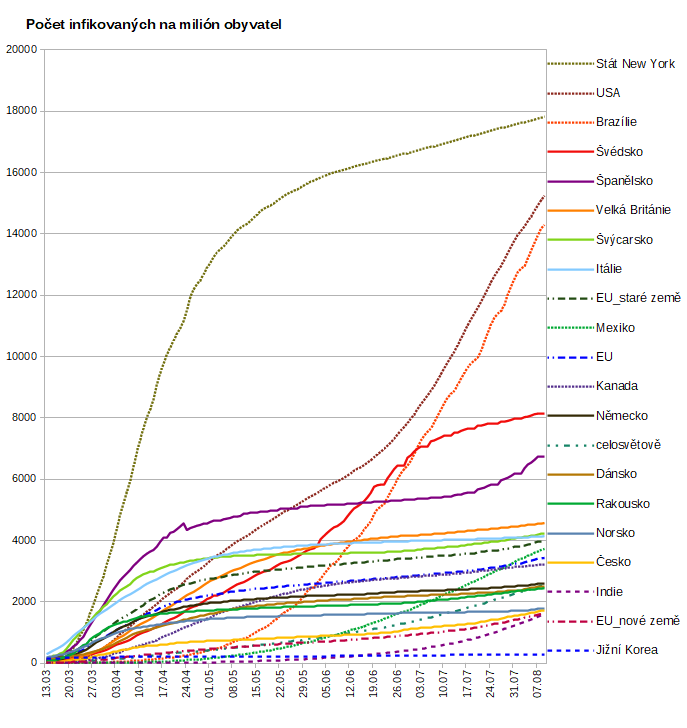 Počet infikovaných na milión obyvatel
20000
18000
16000
14000
12000
10000
8000
6000
4000
2000
0
13.03
20.03
27.03
03.04
10.04
17.04
24.04
01.05
08.05
15.05
22.05
29.05
05.06
12.06
19.06
26.06
03.07
10.07
17.07
24.07
31.07
07.08
Stát New York
USA
Brazílie
Švédsko
Španělsko
Velká Británie
Švýcarsko
Itálie
EU_staré země
Mexiko
EU
Kanada
Německo
celosvětově
Dánsko
Rakousko
Norsko
Česko
Indie
EU_nové země
Jižní Korea